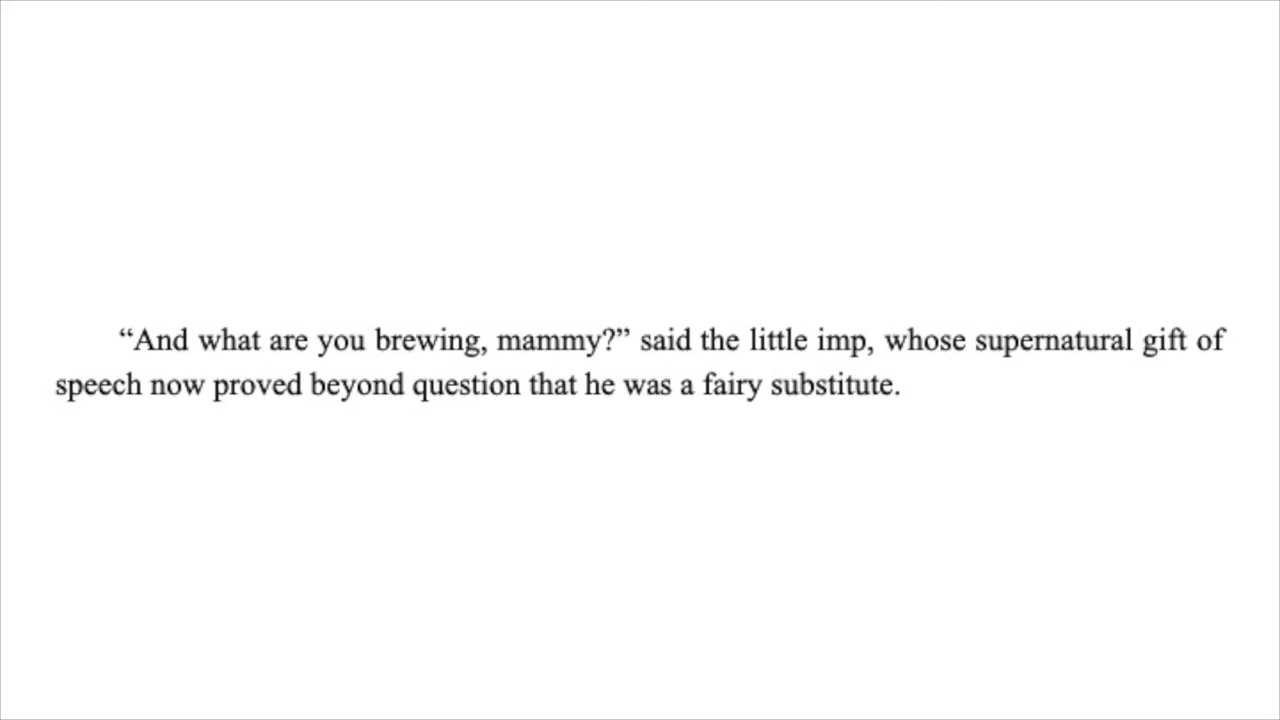 “And what are you brewing, mammy?” said the little imp, whose supernatural gift of
speech now proved beyond question that he was a fairy substitute.